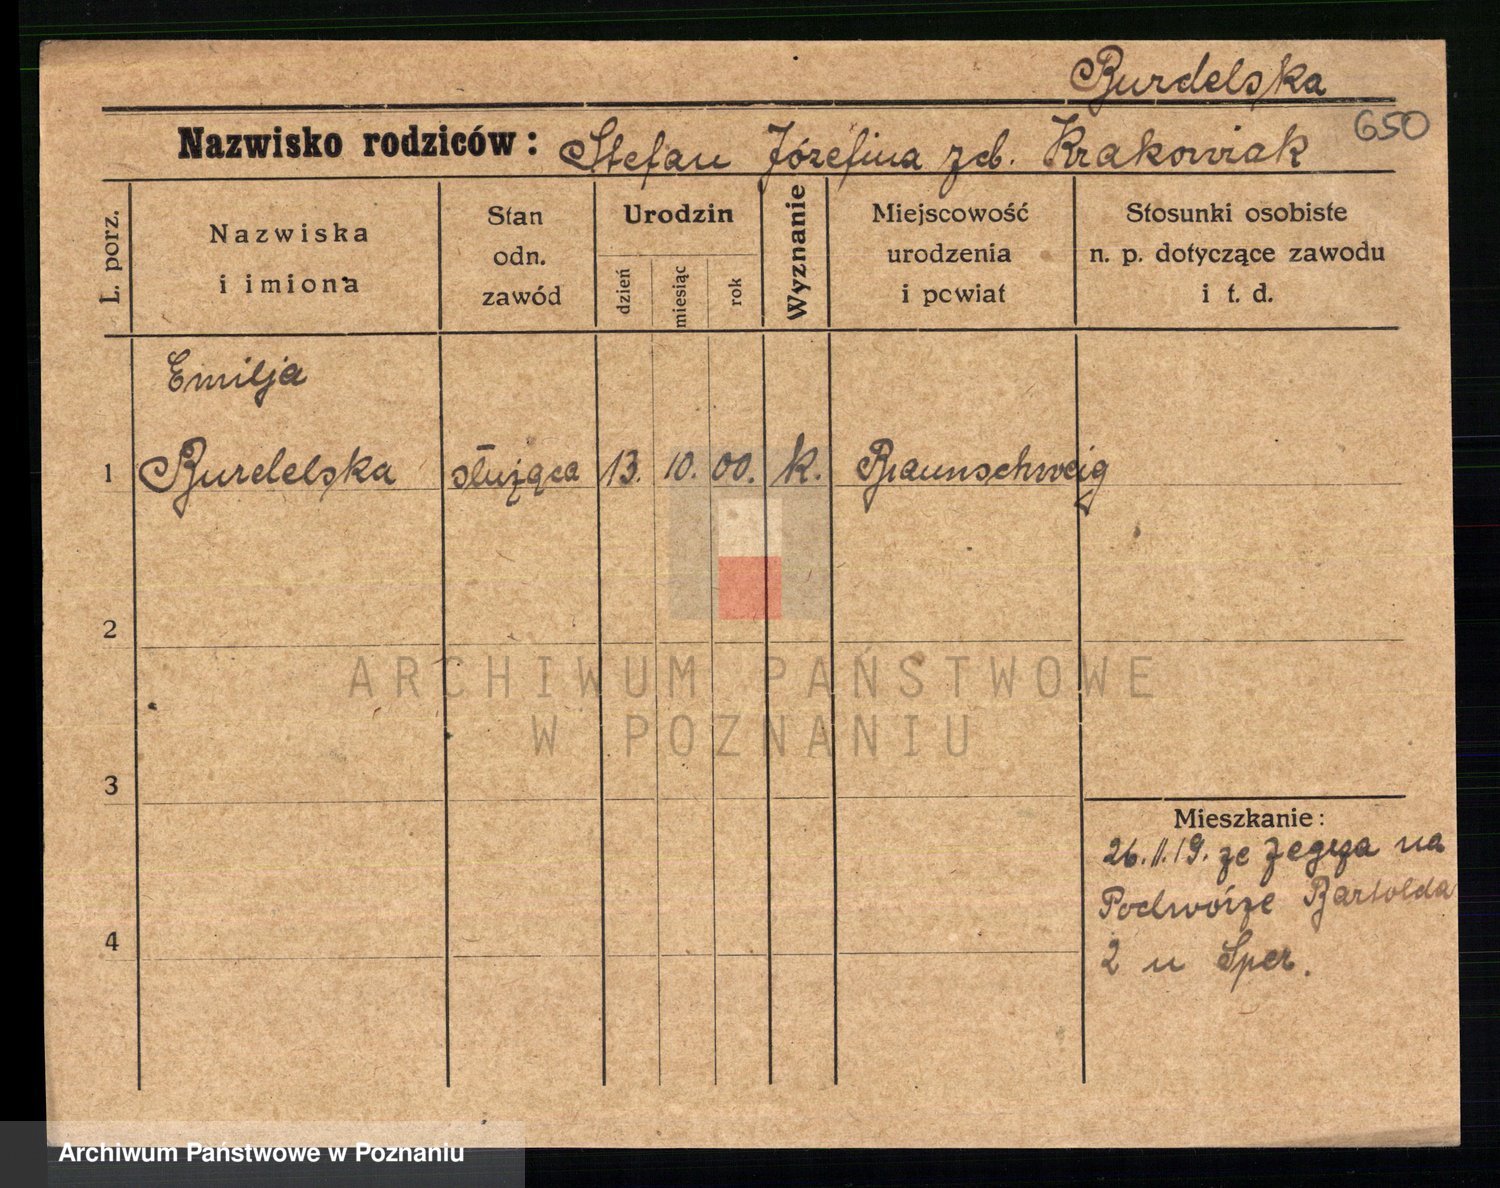 Burdelska
650
Nazwisko rodziców: Stefan Józefina zd. Krakowiak
L. porz.
Nazwiska
i imiona
Stan
odn.
zawód
Urodzin
dzień
miesiąc
rok
Wyznanie
Miejscowość
urodzenia
i powiat
Stosunki osobiste
n. p. dotyczące zawodu
i t. d.
Emilja
1 Burdelska służąca 13. 10. 00. k. Braunschweig
2
ARCHIWUM PAŃSTWOWE
W POZNANIU
3
Mieszkanie:
26.II.19. ze Zegrza na
Podwórze Bartolda
4
2 u Sper.
Archiwum Państwowe w Poznaniu